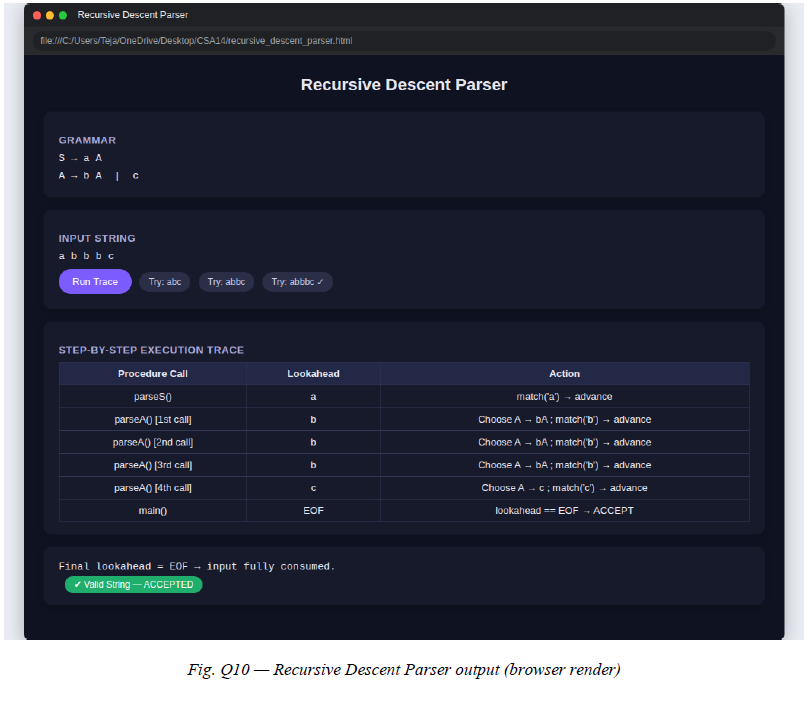 Recursive Descent Parser
file:///C:/Users/Teja/OneDrive/Desktop/CSA14/recursive_descent_parser.html
Recursive Descent Parser
GRAMMAR
S → a A
A → b A | c
INPUT STRING
a b b b c
Run Trace Try: abc Try: abbc Try: abbbc ✓
STEP-BY-STEP EXECUTION TRACE
Procedure Call Lookahead Action
parseS() a match('a') → advance
parseA() [1st call] b Choose A → bA ; match('b') → advance
parseA() [2nd call] b Choose A → bA ; match('b') → advance
parseA() [3rd call] b Choose A → bA ; match('b') → advance
parseA() [4th call] c Choose A → c ; match('c') → advance
main() EOF lookahead == EOF → ACCEPT
Final lookahead = EOF → input fully consumed.
✔ Valid String — ACCEPTED
Fig. Q10 — Recursive Descent Parser output (browser render)